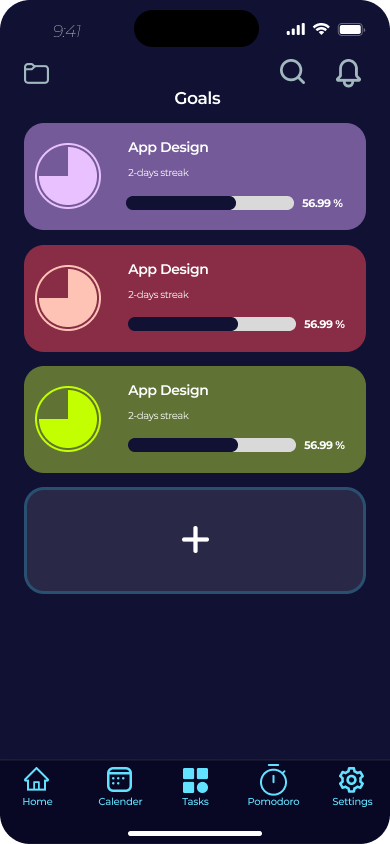 9:41
Goals
App Design
2-days streak
56.99 %
App Design
2-days streak
56.99 %
App Design
2-days streak
56.99 %
Home Calender Tasks Pomodoro Settings